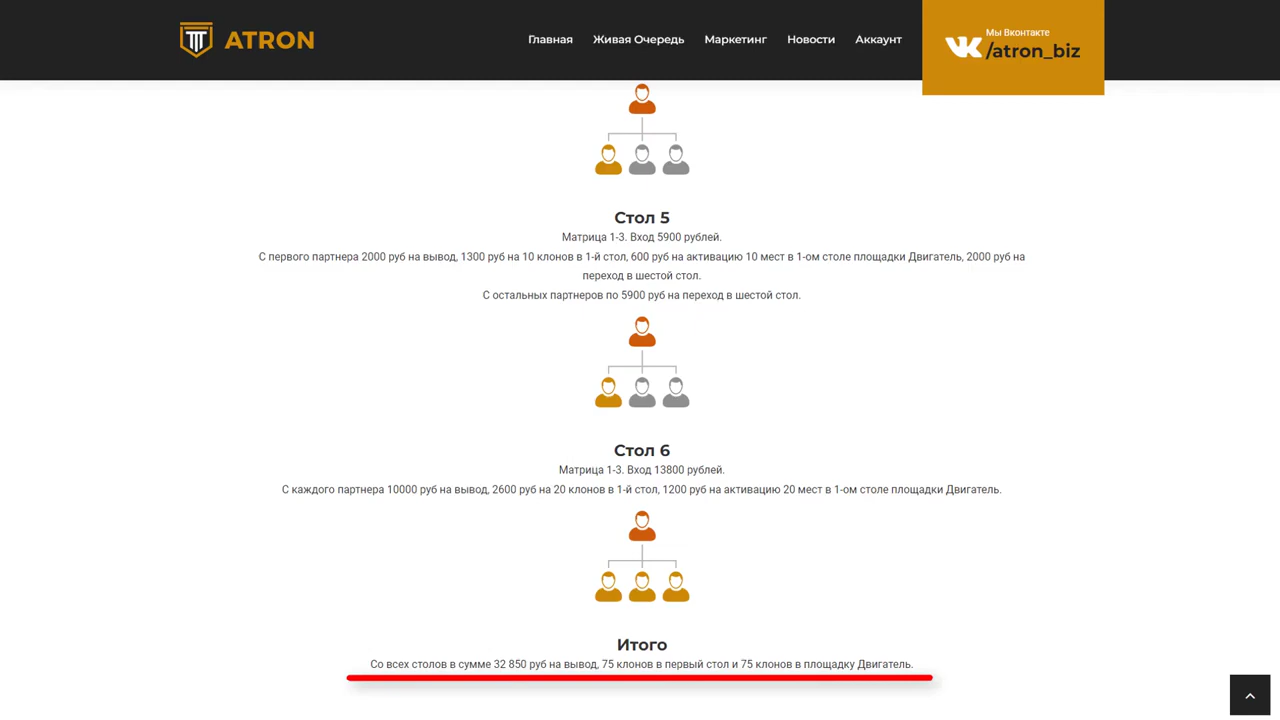 ATRON
Главная
Живая Очередь
Маркетинг
Новости
Аккаунт
Мы Вконтакте
/atron_biz
Стол 5
Матрица 1-3. Вход 5900 рублей.
С первого партнера 2000 руб на вывод, 1300 руб на 10 клонов в 1-й стол, 600 руб на активацию 10 мест в 1-ом столе площадки Двигатель, 2000 руб на
переход в шестой стол.
С остальных партнеров по 5900 руб на переход в шестой стол.
Стол 6
Матрица 1-3. Вход 13800 рублей.
С каждого партнера 10000 руб на вывод, 2600 руб на 20 клонов в 1-й стол, 1200 руб на активацию 20 мест в 1-ом столе площадки Двигатель.
Итого
Со всех столов в сумме 32 850 руб на вывод, 75 клонов в первый стол и 75 клонов в площадку Двигатель.